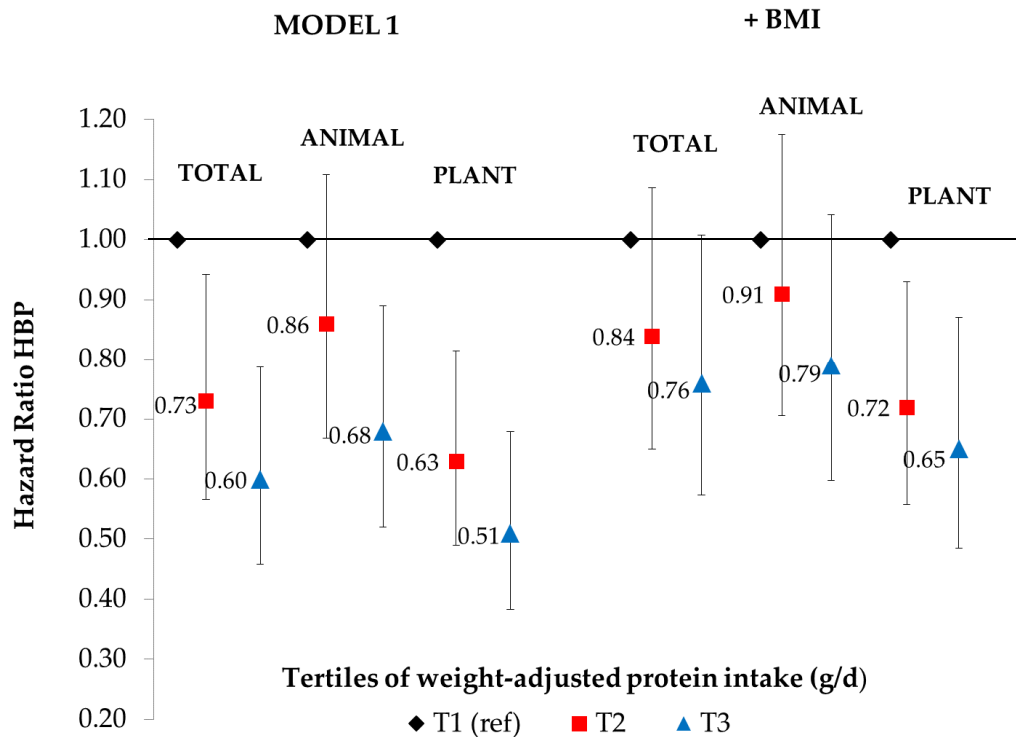 MODEL 1
+ BMI
1.20
1.10
1.00
0.90
0.80
0.70
0.60
0.50
0.40
0.30
0.20
Hazard Ratio HBP
TOTAL
ANIMAL
PLANT
TOTAL
ANIMAL
PLANT
0.73
0.60
0.86
0.68
0.63
0.51
0.84
0.76
0.91
0.79
0.72
0.65
Tertiles of weight-adjusted protein intake (g/d)
T1 (ref) T2 T3